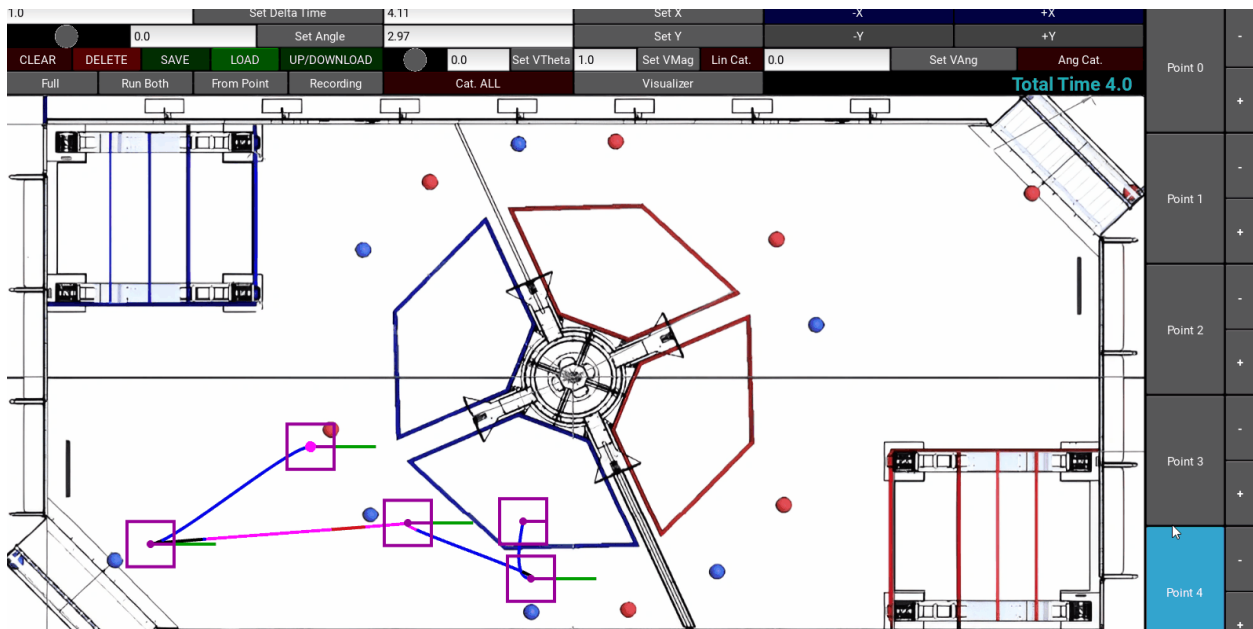 1.0 Set Delta Time 4.11 Set X -X +X
0.0 Set Angle 2.97 Set Y -Y +Y
CLEAR DELETE SAVE LOAD UP/DOWNLOAD 0.0 Set VTheta 1.0 Set VMag Lin Cat. 0.0 Set VAng Ang Cat.
Full Run Both From Point Recording Cat. ALL Visualizer Total Time 4.0
Point 0
-
+
Point 1
-
+
Point 2
-
+
Point 3
-
+
Point 4
-
+